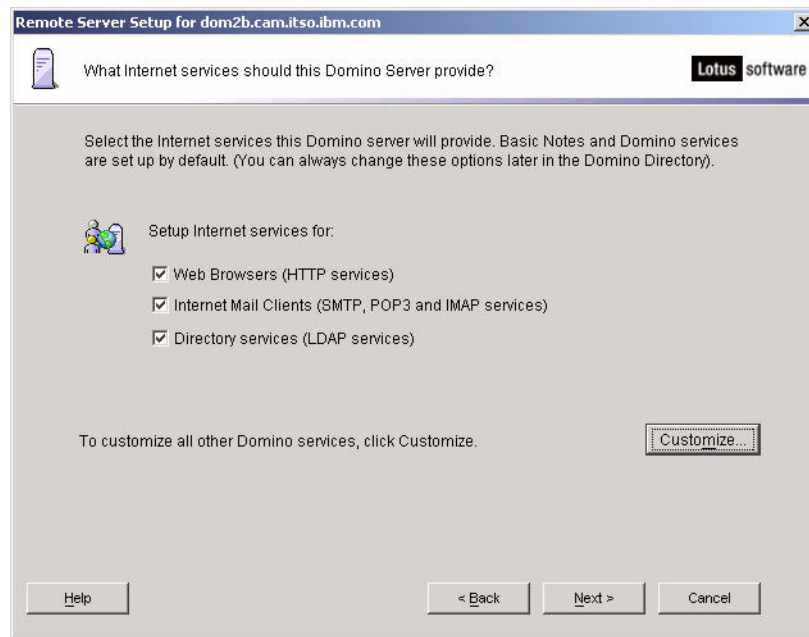 Remote Server Setup for dom2b.cam.itso.ibm.com
What Internet services should this Domino Server provide?
Lotus software
Select the Internet services this Domino server will provide. Basic Notes and Domino services
are set up by default. (You can always change these options later in the Domino Directory).
Setup Internet services for:
Web Browsers (HTTP services)
Internet Mail Clients (SMTP, POP3 and IMAP services)
Directory services (LDAP services)
To customize all other Domino services, click Customize.
Customize...
Help
< Back
Next >
Cancel